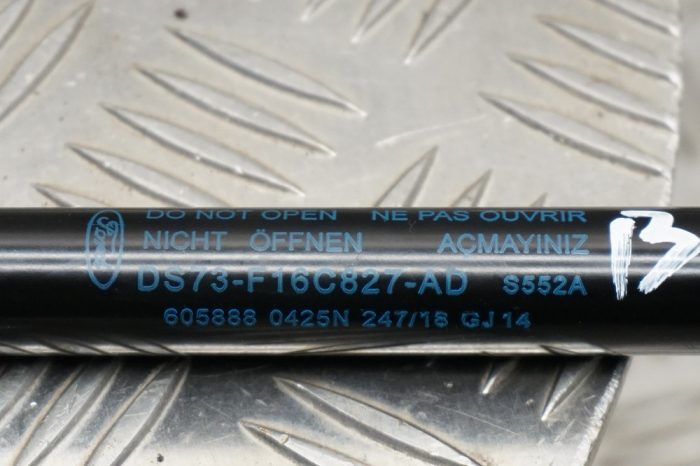 DO NOT OPEN NE PAS OUVRIR
Ford
NICHT ÖFFNEN AÇMAYINIZ
DS73-F16C827-AD S552A
605888 0425N 247/18 GJ 14